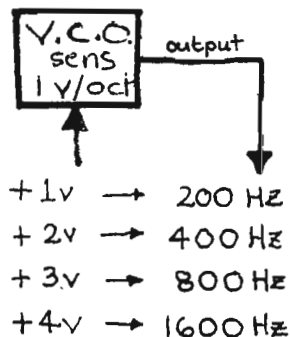 V.C.O.
sens
1 v/oct
output
+1v → 200 Hz
+2v → 400 Hz
+3v → 800 Hz
+4v → 1600 Hz